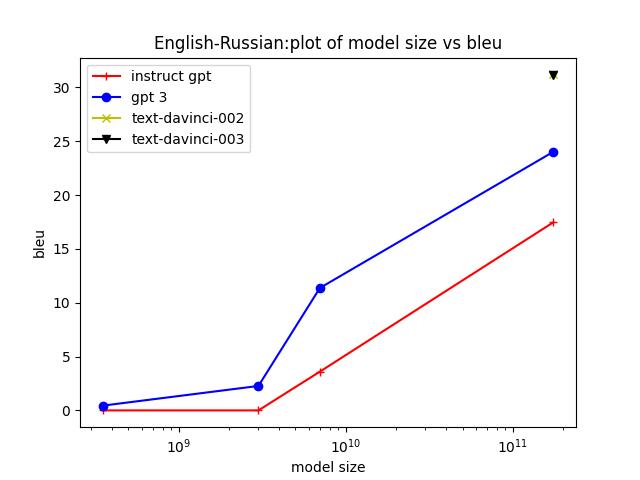 English-Russian:plot of model size vs bleu
instruct gpt
gpt 3
text-davinci-002
text-davinci-003
30
25
20
15
10
5
0
bleu
10^9
10^10
10^11
model size